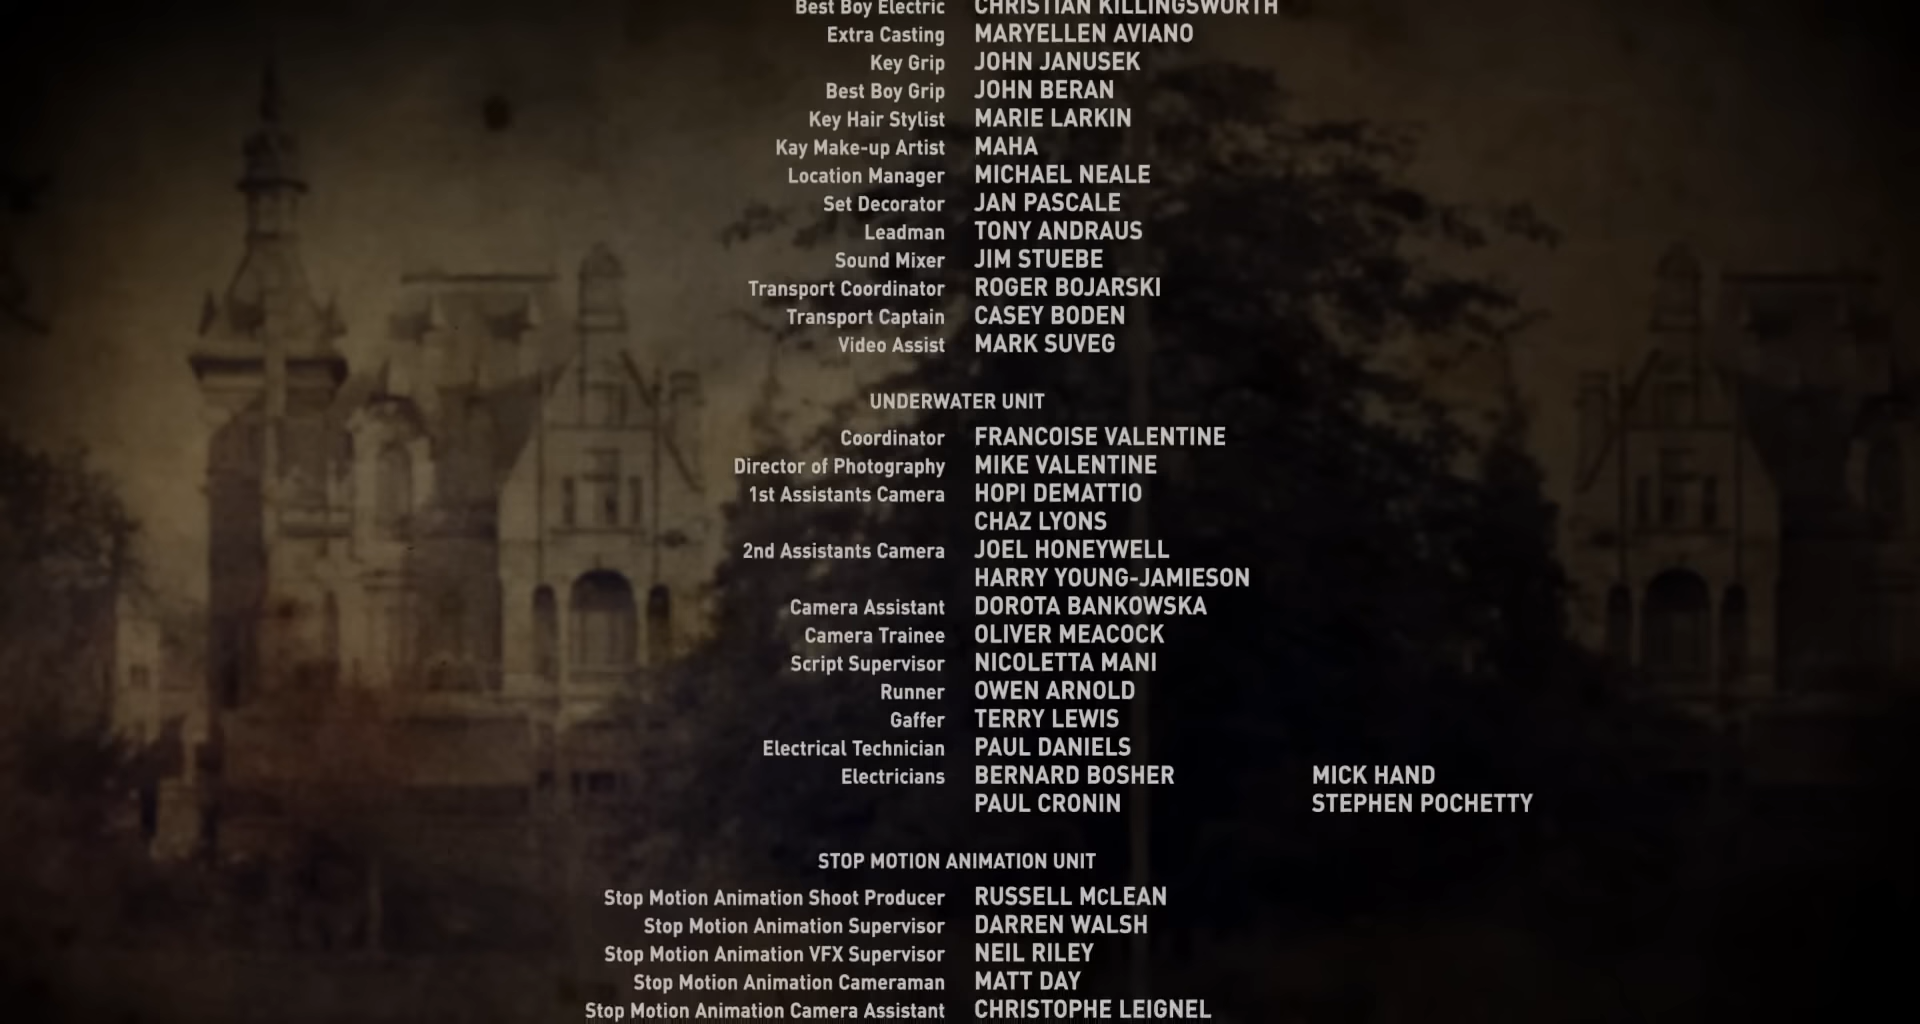 Best Boy Electric CHRISTIAN KILLINGSWORTH
Extra Casting MARYELLEN AVIANO
Key Grip JOHN JANUSEK
Best Boy Grip JOHN BERAN
Key Hair Stylist MARIE LARKIN
Kay Make-up Artist MAHA
Location Manager MICHAEL NEALE
Set Decorator JAN PASCALE
Leadman TONY ANDRAUS
Sound Mixer JIM STUEBE
Transport Coordinator ROGER BOJARSKI
Transport Captain CASEY BODEN
Video Assist MARK SUVEG
UNDERWATER UNIT
Coordinator FRANCOISE VALENTINE
Director of Photography MIKE VALENTINE
1st Assistants Camera HOPI DEMATTIO
CHAZ LYONS
2nd Assistants Camera JOEL HONEYWELL
HARRY YOUNG-JAMIESON
Camera Assistant DOROTA BANKOWSKA
Camera Trainee OLIVER MEACOCK
Script Supervisor NICOLETTA MANI
Runner OWEN ARNOLD
Gaffer TERRY LEWIS
Electrical Technician PAUL DANIELS
Electricians BERNARD BOSHER MICK HAND
PAUL CRONIN STEPHEN POCHETTY
STOP MOTION ANIMATION UNIT
Stop Motion Animation Shoot Producer RUSSELL McLEAN
Stop Motion Animation Supervisor DARREN WALSH
Stop Motion Animation VFX Supervisor NEIL RILEY
Stop Motion Animation Cameraman MATT DAY
Stop Motion Animation Camera Assistant CHRISTOPHE LEIGNEL